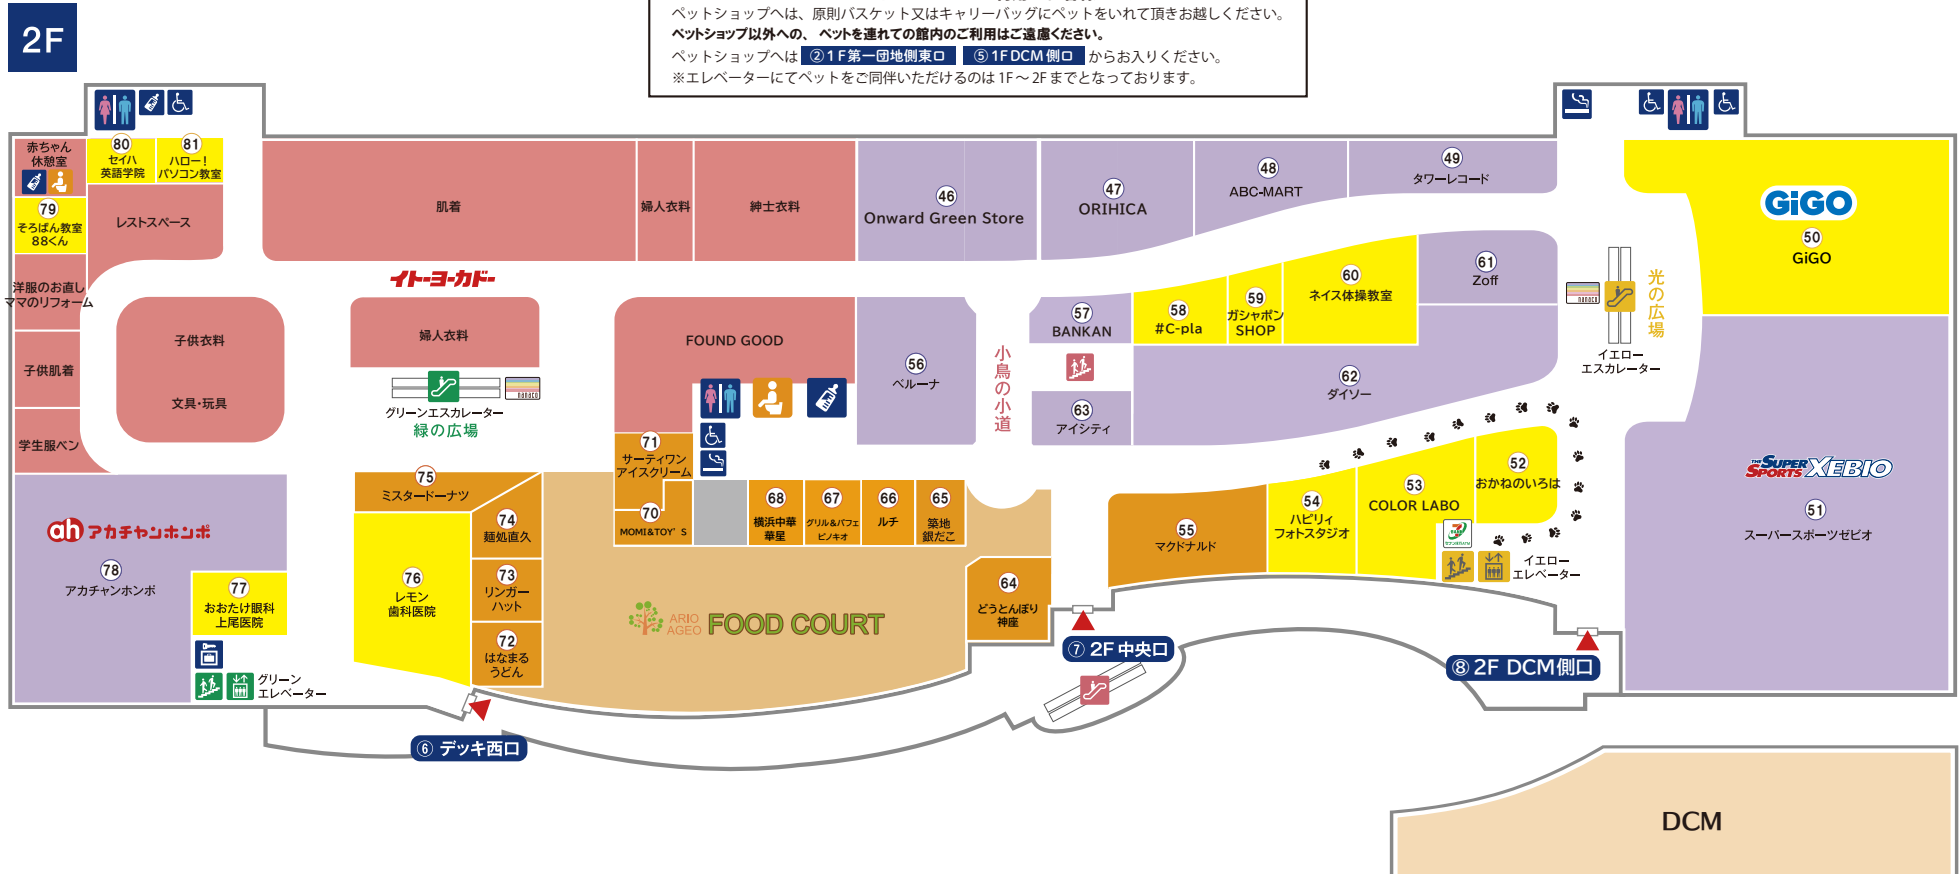 2F
ペットショップへは、原則バスケット又はキャリーバッグにペットをいれて頂きお越しください。
ペットショップ以外への、ペットを連れての館内のご利用はご遠慮ください。
ペットショップへは ②1F第一団地側東口 ⑤1F DCM側口 からお入りください。
※エレベーターにてペットをご同伴いただけるのは1F～2Fまでとなっております。
赤ちゃん
休憩室
80
セイハ
英語学院
81
ハロー！
パソコン教室
79
そろばん教室
88くん
レストスペース
洋服のお直し
ママのリフォーム
子供肌着
学生服ベン
子供衣料
文具・玩具
肌着
婦人衣料
紳士衣料
イトーヨーカドー
婦人衣料
グリーンエスカレーター
緑の広場
nanaco
FOUND GOOD
46
Onward Green Store
47
ORIHICA
48
ABC-MART
49
タワーレコード
GiGO
50
GiGO
56
ベルーナ
小鳥の小道
57
BANKAN
58
#C-pla
59
ガシャポン
SHOP
60
ネイス体操教室
61
Zoff
62
ダイソー
63
アイシティ
nanaco
光の広場
イエロー
エスカレーター
THE SUPER SPORTS XEBIO
51
スーパースポーツゼビオ
52
おかねのいろは
53
COLOR LABO
54
ハピリィ
フォトスタジオ
55
マクドナルド
イエロー
エレベーター
71
サーティワン
アイスクリーム
70
MOMI&TOY'S
68
横浜中華
華星
67
グリル&パフェ
ピノキオ
66
ルチ
65
築地
銀だこ
64
どうとんぼり
神座
75
ミスタードーナツ
74
麺処直久
73
リンガー
ハット
72
はなまる
うどん
76
レモン
歯科医院
ARIO
AGEO
FOOD COURT
ah アカチャンホンポ
78
アカチャンホンポ
77
おおたけ眼科
上尾医院
グリーン
エレベーター
⑥ デッキ西口
⑦ 2F 中央口
⑧ 2F DCM側口
DCM